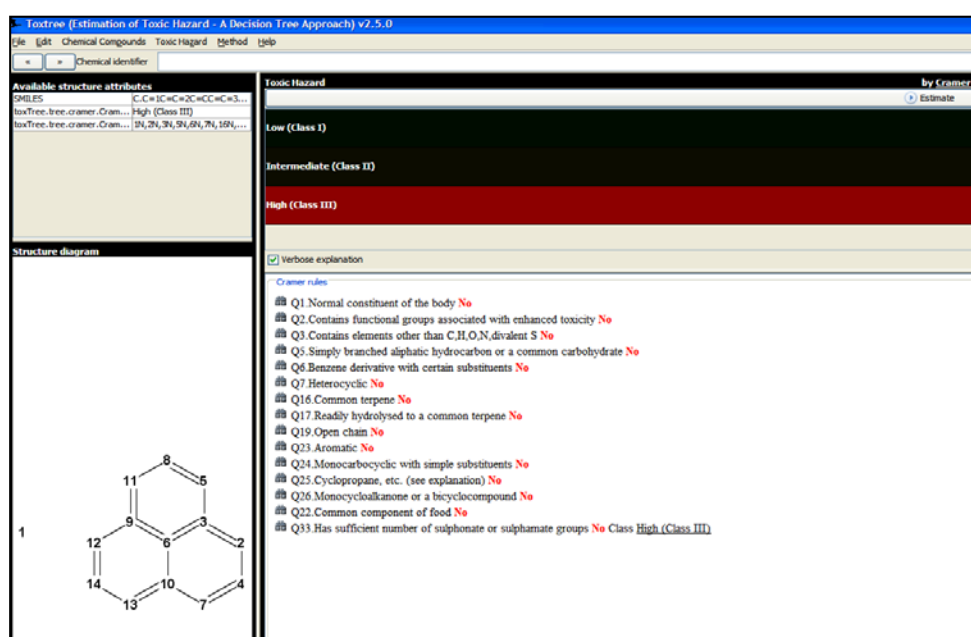 Toxtree (Estimation of Toxic Hazard - A Decision Tree Approach) v2.5.0
File Edit Chemical Compounds Toxic Hazard Method Help
« » Chemical identifier
Available structure attributes
SMILES C.C=1C=C=2C=CC=C=3...
toxTree.tree.cramer.Cram... High (Class III)
toxTree.tree.cramer.Cram... 1N,2N,3N,5N,6N,7N,16N,...
Structure diagram
1
8
11 5
9 3
12 6 2
14 10 4
13 7
Toxic Hazard by Cramer
Estimate
Low (Class I)
Intermediate (Class II)
High (Class III)
Verbose explanation
Cramer rules
Q1.Normal constituent of the body No
Q2.Contains functional groups associated with enhanced toxicity No
Q3.Contains elements other than C,H,O,N,divalent S No
Q5.Simply branched aliphatic hydrocarbon or a common carbohydrate No
Q6.Benzene derivative with certain substituents No
Q7.Heterocyclic No
Q16.Common terpene No
Q17.Readily hydrolysed to a common terpene No
Q19.Open chain No
Q23.Aromatic No
Q24.Monocarbocyclic with simple substituents No
Q25.Cyclopropane, etc. (see explanation) No
Q26.Monocycloalkanone or a bicyclocompound No
Q22.Common component of food No
Q33.Has sufficient number of sulphonate or sulphamate groups No Class High (Class III)